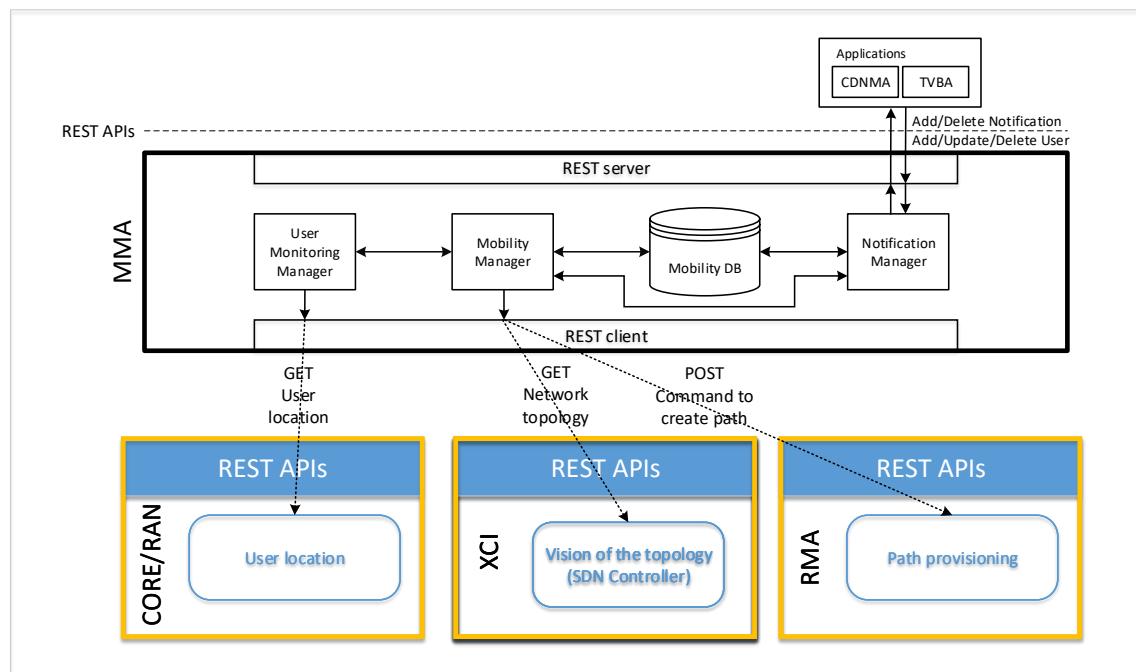 Applications
CDNMA
TVBA
REST APIs
Add/Delete Notification
Add/Update/Delete User
REST server
MMA
User
Monitoring
Manager
Mobility
Manager
Mobility DB
Notification
Manager
REST client
GET
User
location
GET
Network
topology
POST
Command to
create path
REST APIs
CORE/RAN
User location
REST APIs
XCI
Vision of the topology
(SDN Controller)
REST APIs
RMA
Path provisioning